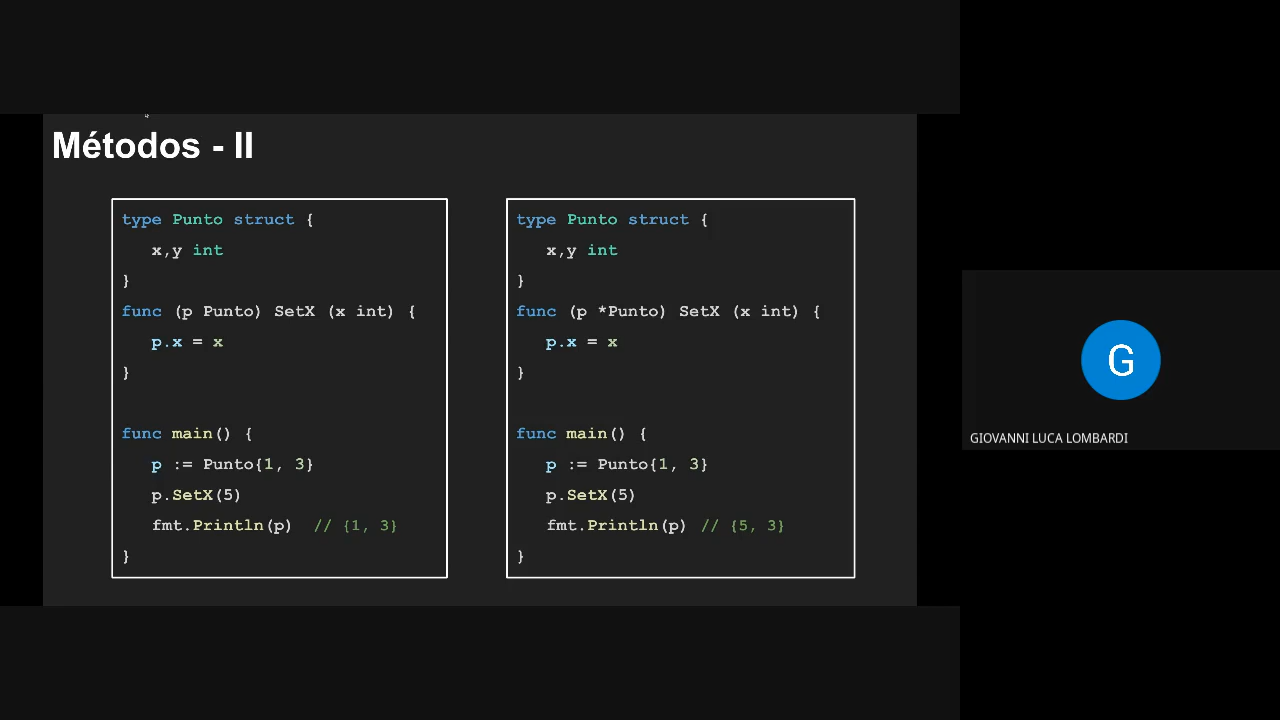 Métodos - II
type Punto struct {
x,y int
}
func (p Punto) SetX (x int) {
p.x = x
}
func main() {
p := Punto{1, 3}
p.SetX(5)
fmt.Println(p) // {1, 3}
}
type Punto struct {
x,y int
}
func (p *Punto) SetX (x int) {
p.x = x
}
func main() {
p := Punto{1, 3}
p.SetX(5)
fmt.Println(p) // {5, 3}
}
G
GIOVANNI LUCA LOMBARDI